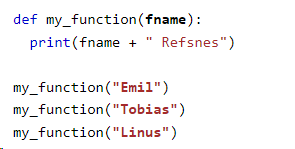 def my_function(fname):
  print(fname + " Refsnes")

my_function("Emil")
my_function("Tobias")
my_function("Linus")